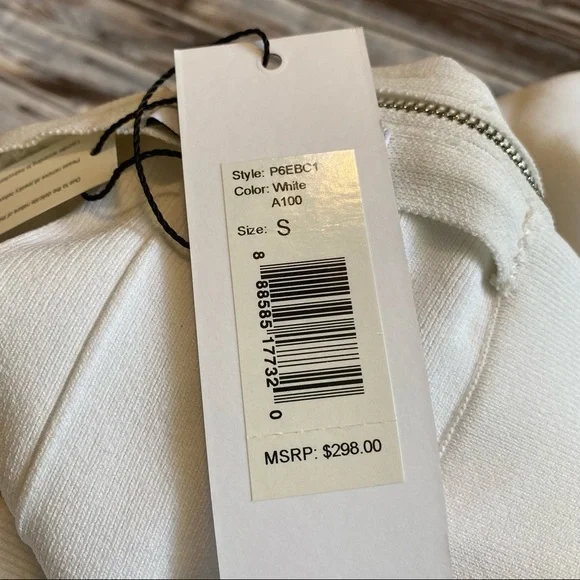 Style: P6EBC1
Color: White
A100
Size: S
8 88585 17732 0
MSRP: $298.00